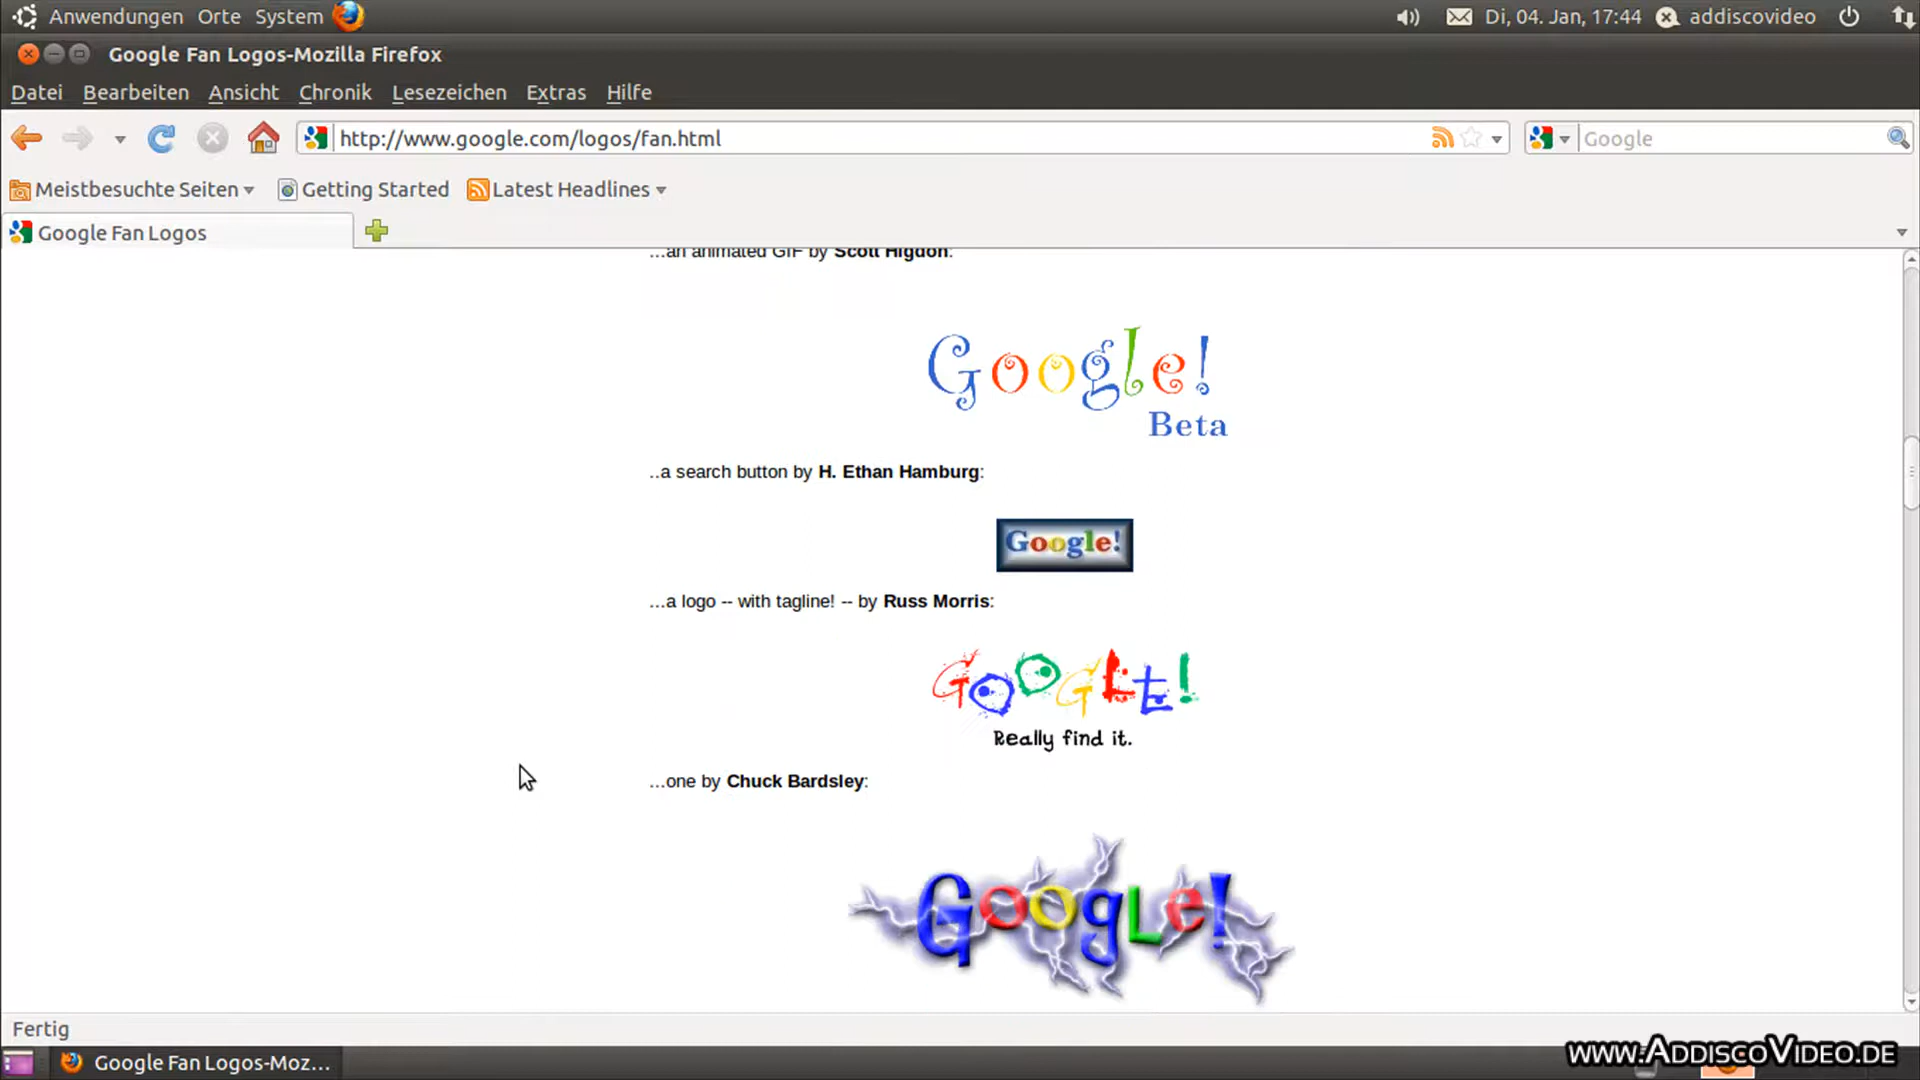 Anwendungen Orte System Di, 04. Jan, 17:44 addiscovideo
Google Fan Logos-Mozilla Firefox
Datei Bearbeiten Ansicht Chronik Lesezeichen Extras Hilfe
http://www.google.com/logos/fan.html Google
Meistbesuchte Seiten Getting Started Latest Headlines
Google Fan Logos
...an animated GIF by Scott Higdon:
Google!
Beta
..a search button by H. Ethan Hamburg:
Google!
...a logo -- with tagline! -- by Russ Morris:
GOOGLE!
Really find it.
...one by Chuck Bardsley:
Google!
Fertig
Google Fan Logos-Moz...
www.AddiscoVideo.de